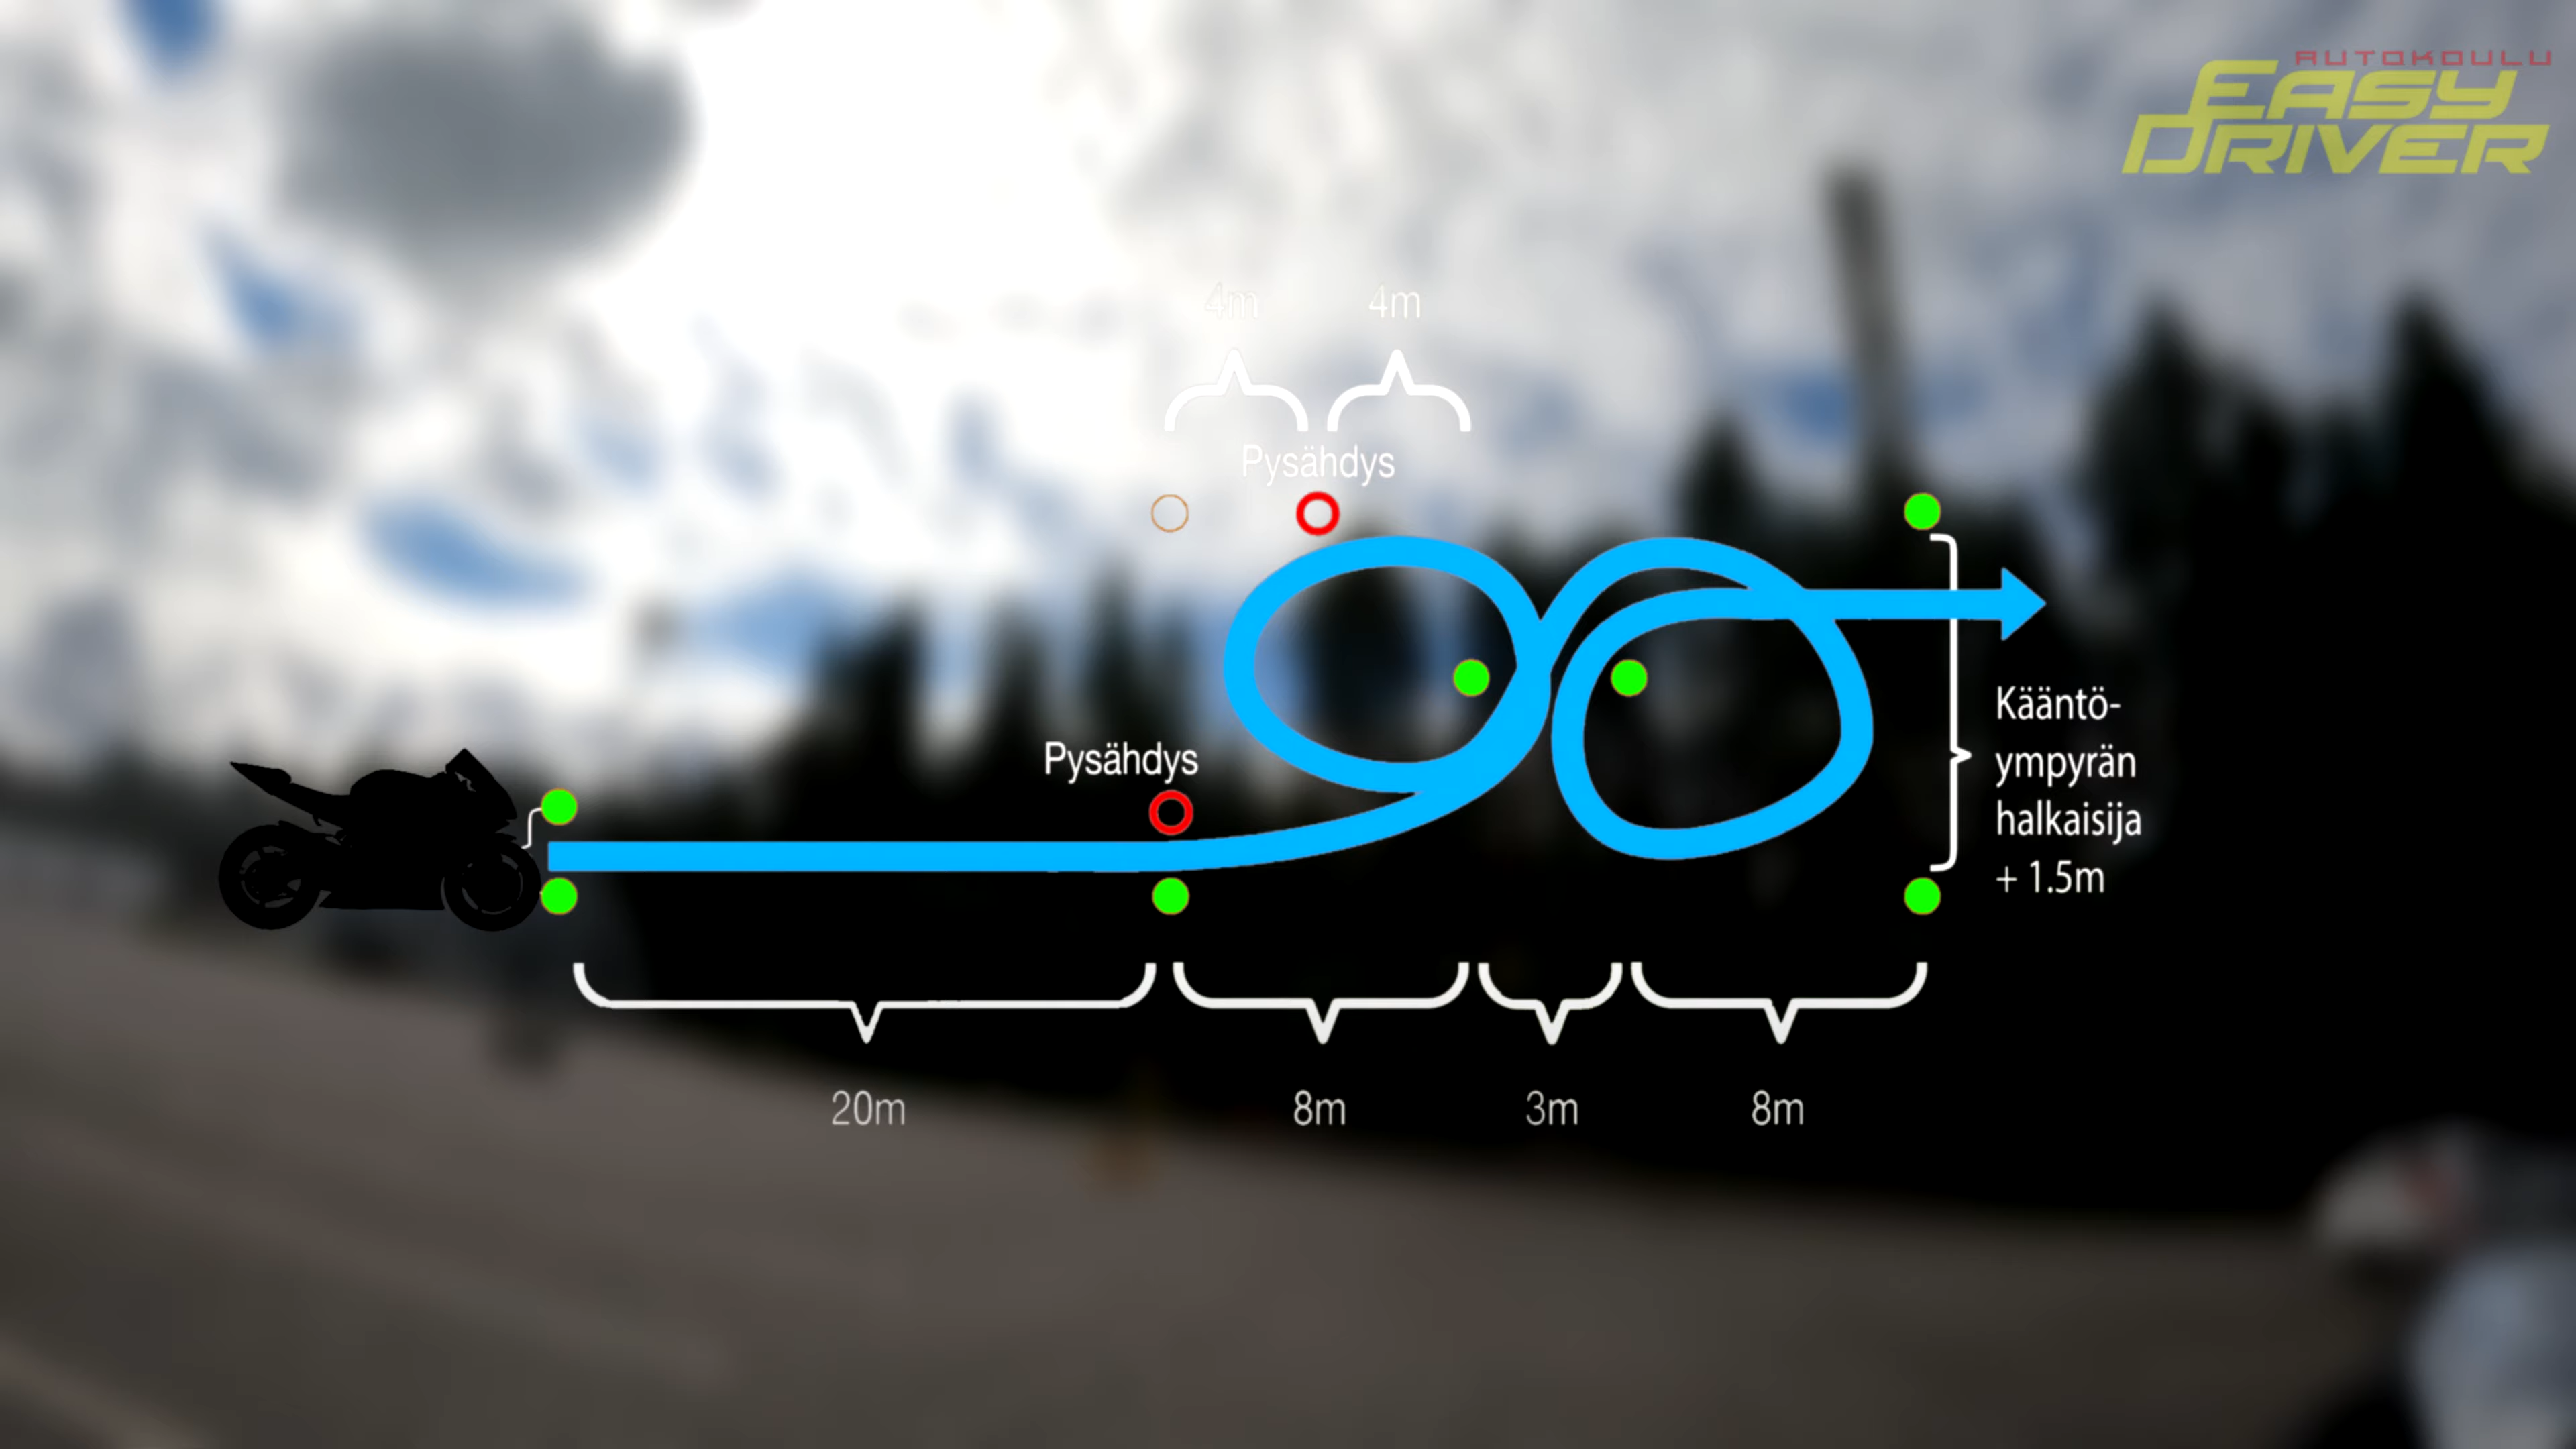 AUTOKOULU
EASY
DRIVER
4m 4m
Pysähdys
Pysähdys
Kääntö-
ympyrän
halkaisija
+ 1.5m
20m 8m 3m 8m